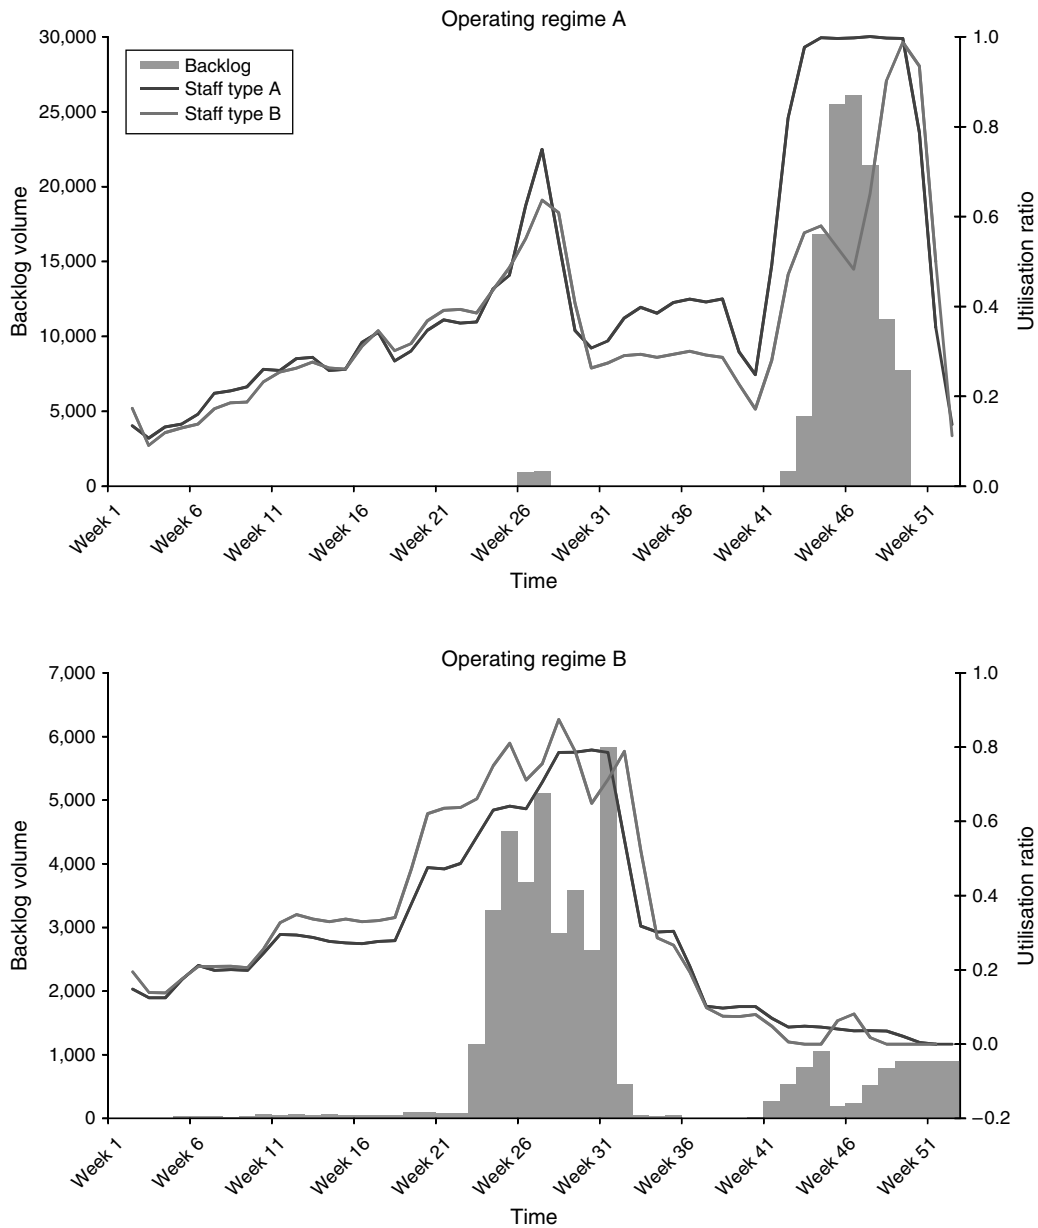 Operating regime A
30,000
25,000
20,000
15,000
10,000
5,000
0
Backlog volume
Backlog
Staff type A
Staff type B
1.0
0.8
0.6
0.4
0.2
0.0
Utilisation ratio
Week 1
Week 6
Week 11
Week 16
Week 21
Week 26
Week 31
Week 36
Week 41
Week 46
Week 51
Time
Operating regime B
7,000
6,000
5,000
4,000
3,000
2,000
1,000
0
Backlog volume
1.0
0.8
0.6
0.4
0.2
0.0
−0.2
Utilisation ratio
Week 1
Week 6
Week 11
Week 16
Week 21
Week 26
Week 31
Week 36
Week 41
Week 46
Week 51
Time